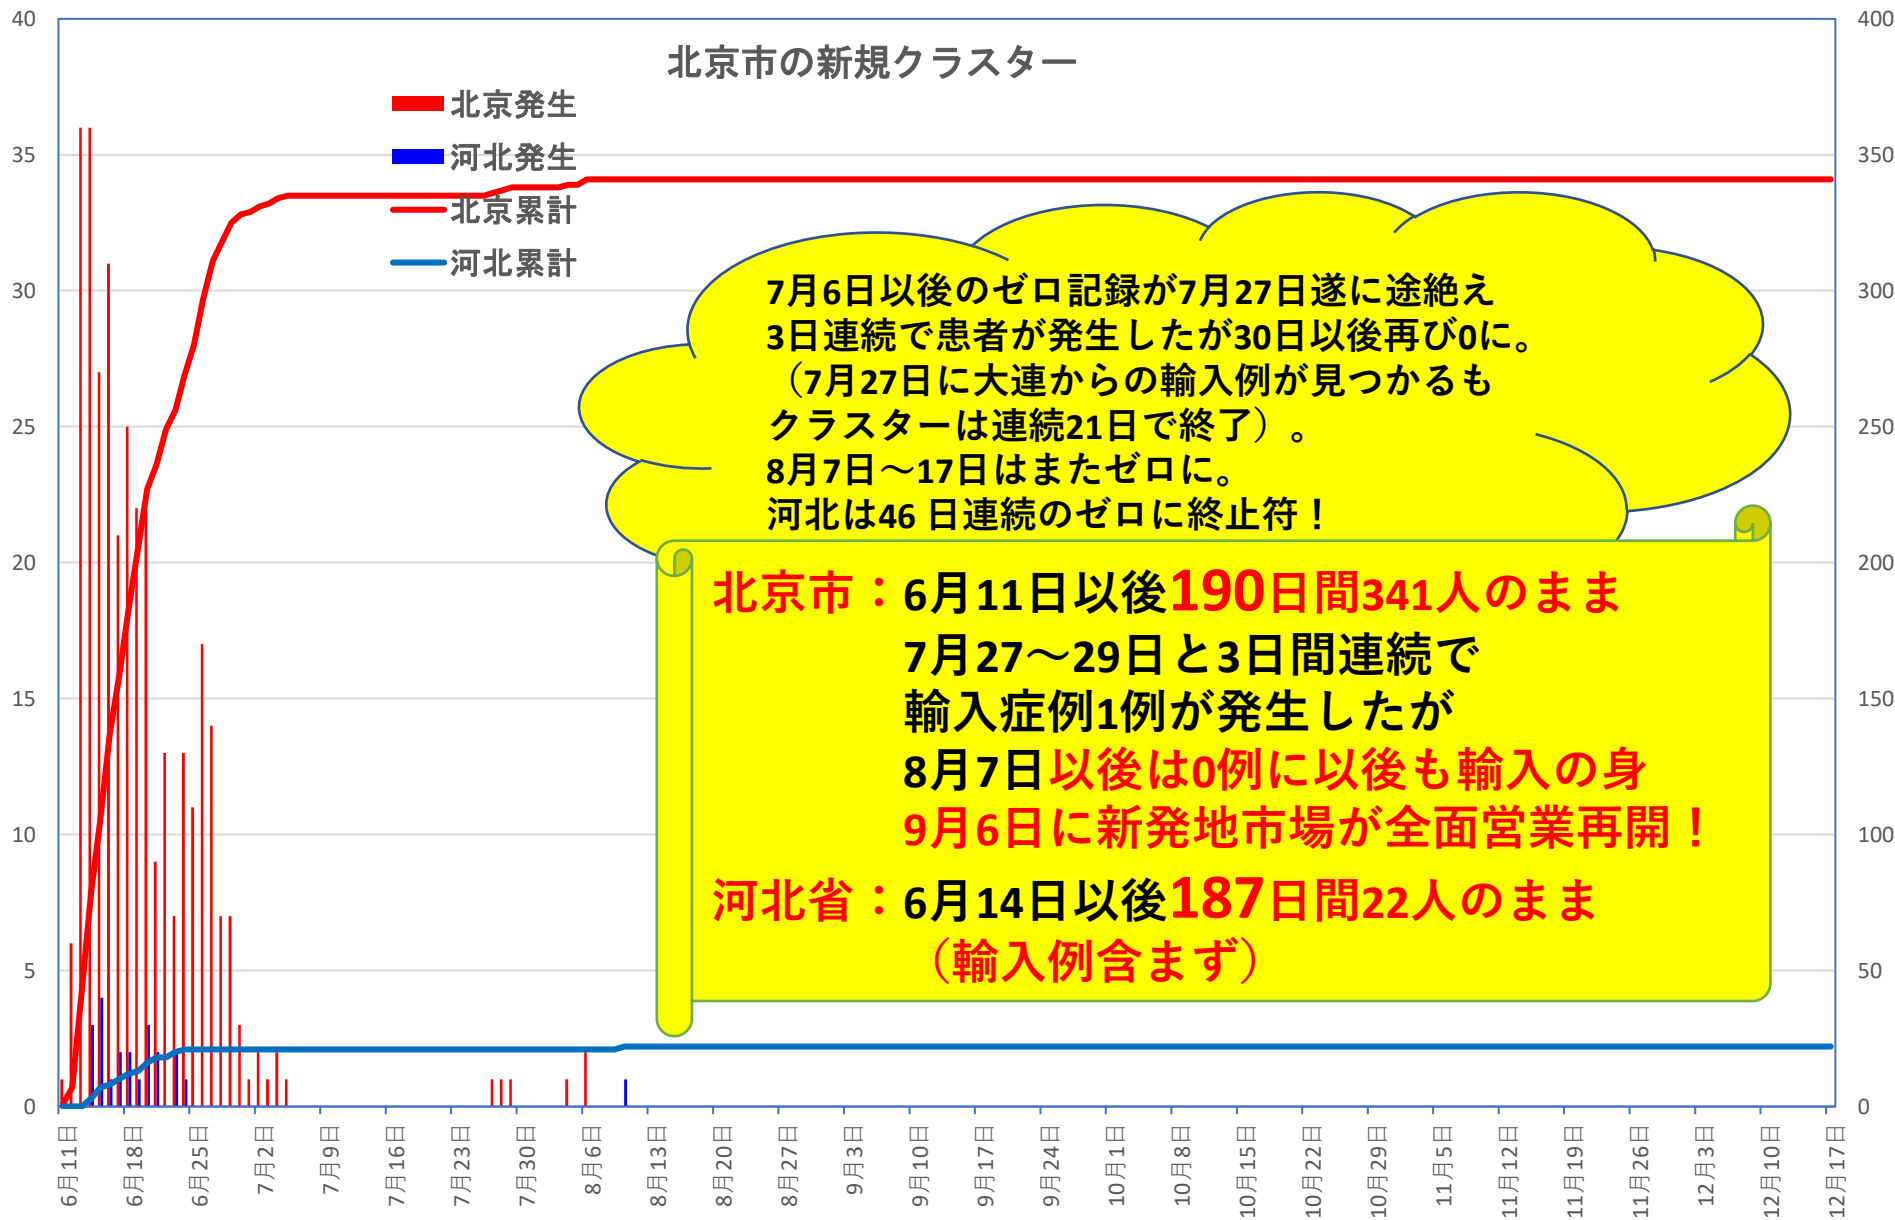 北京市の新規クラスター
北京発生
河北発生
北京累計
河北累計
40
35
30
25
20
15
10
5
0
400
350
300
250
200
150
100
50
0
7月6日以後のゼロ記録が7月27日遂に途絶え
3日連続で患者が発生したが30日以後再び0に。
（7月27日に大連からの輸入例が見つかるも
クラスターは連続21日で終了）。
8月7日～17日はまたゼロに。
河北は46 日連続のゼロに終止符！
北京市：6月11日以後190日間341人のまま
7月27～29日と3日間連続で
輸入症例1例が発生したが
8月7日以後は0例に以後も輸入の身
9月6日に新発地市場が全面営業再開！
河北省：6月14日以後187日間22人のまま
（輸入例含まず）
6月11日
6月18日
6月25日
7月2日
7月9日
7月16日
7月23日
7月30日
8月6日
8月13日
8月20日
8月27日
9月3日
9月10日
9月17日
9月24日
10月1日
10月8日
10月15日
10月22日
10月29日
11月5日
11月12日
11月19日
11月26日
12月3日
12月10日
12月17日